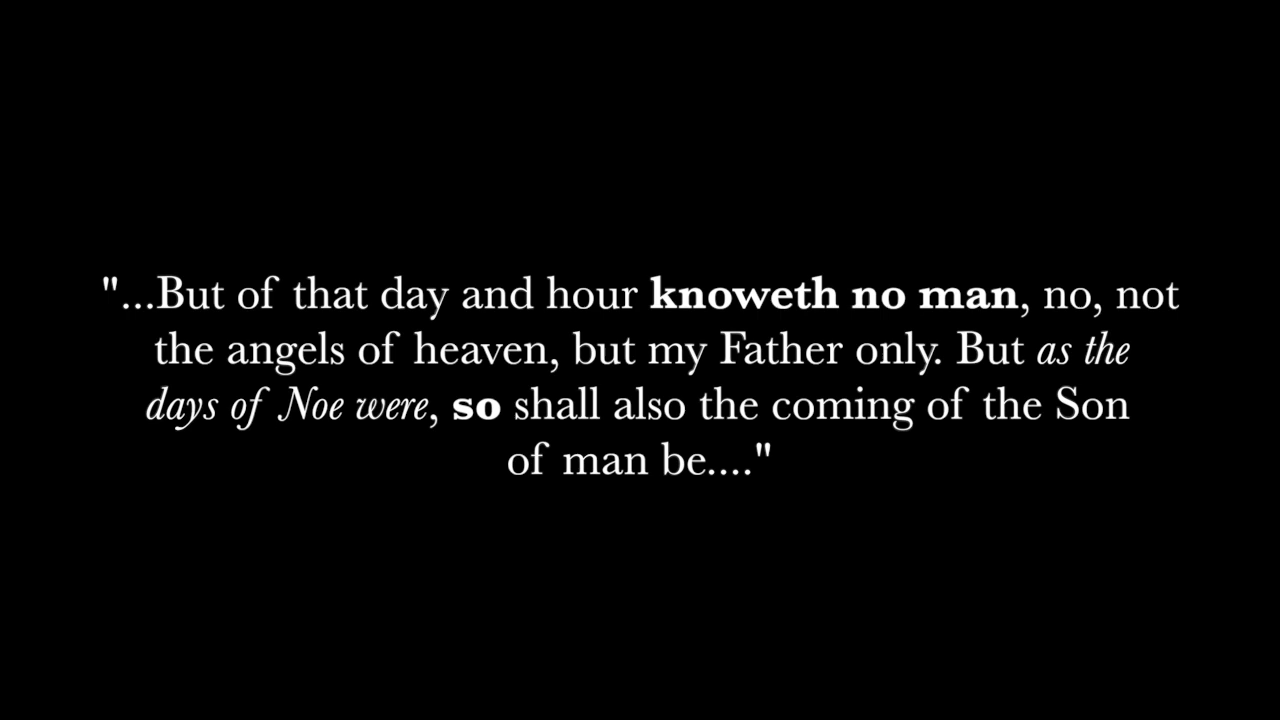 "...But of that day and hour knoweth no man, no, not
the angels of heaven, but my Father only. But as the
days of Noe were, so shall also the coming of the Son
of man be...."